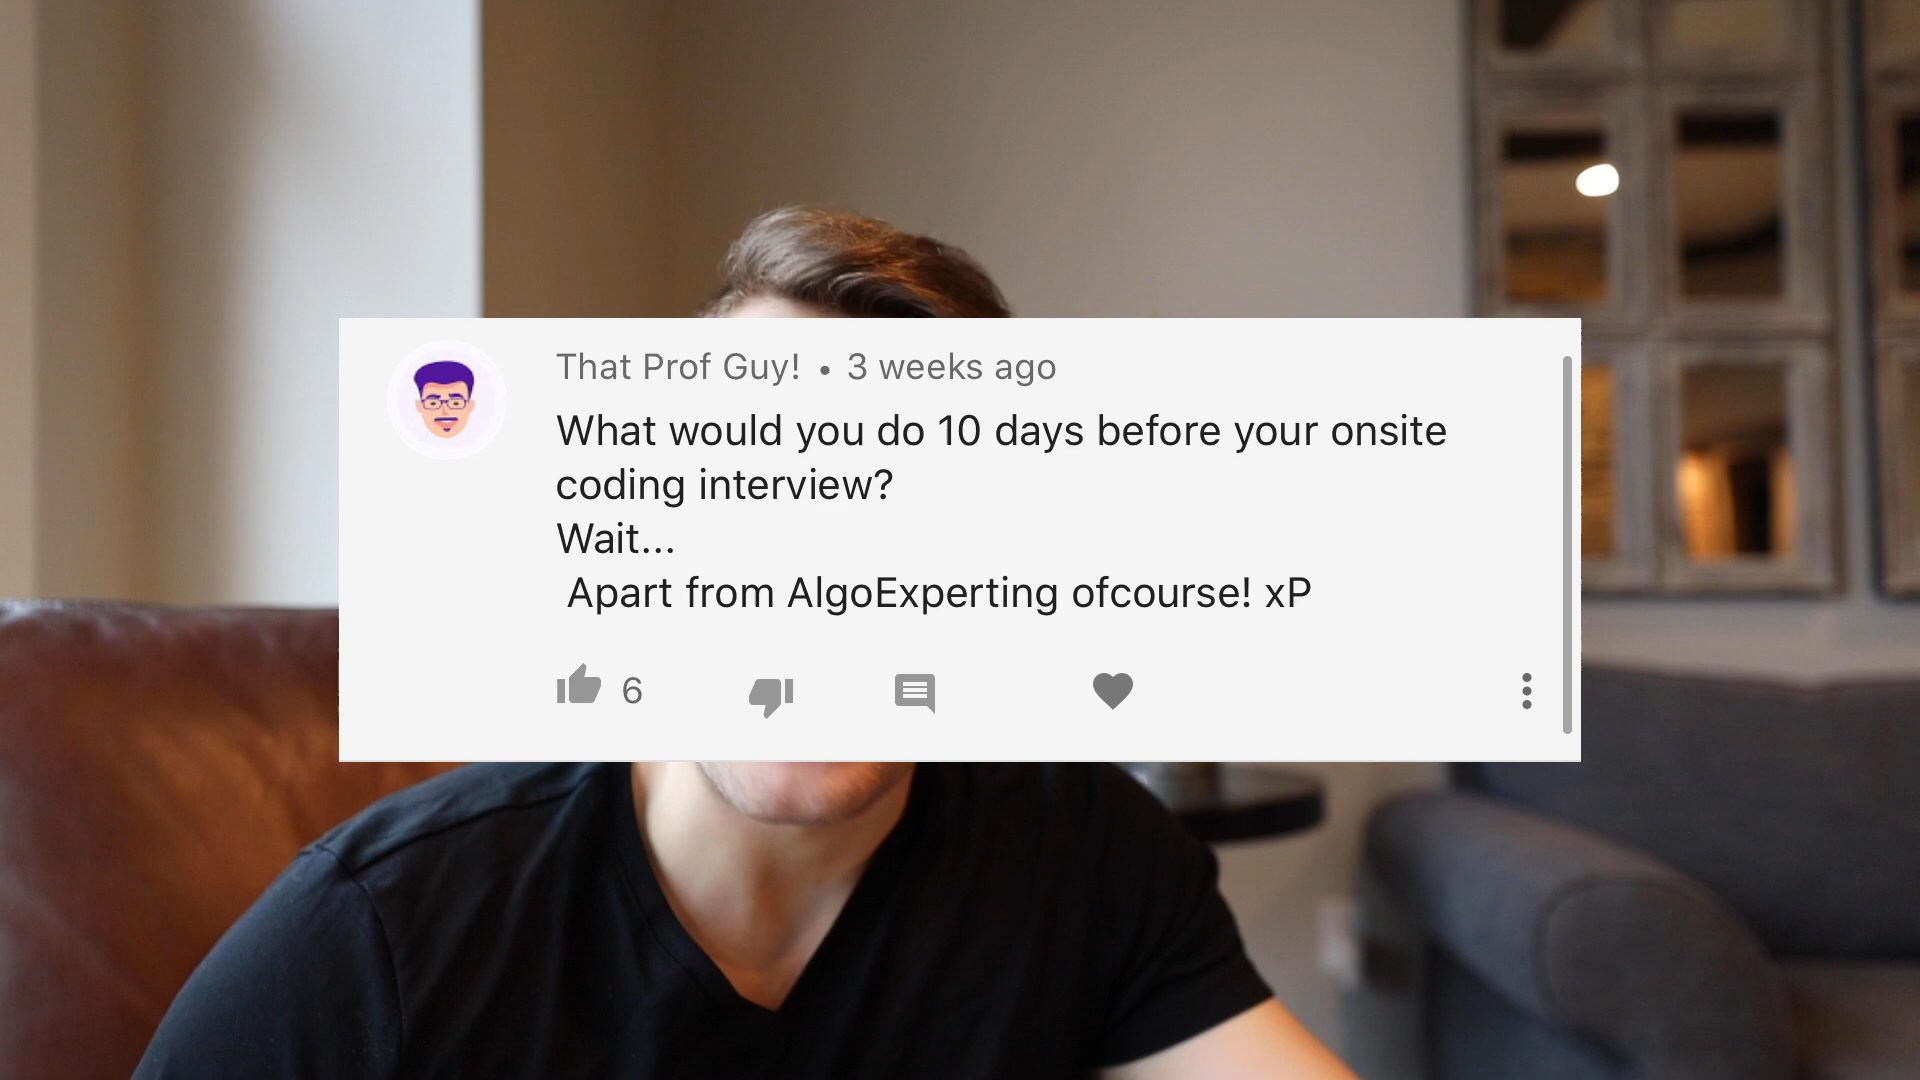 That Prof Guy! • 3 weeks ago
What would you do 10 days before your onsite
coding interview?
Wait...
Apart from AlgoExperting ofcourse! xP
6